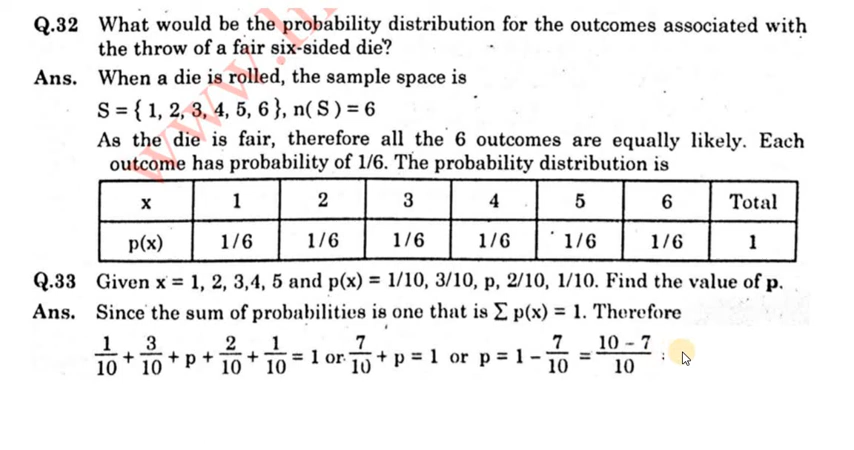 Q.32 What would be the probability distribution for the outcomes associated with
the throw of a fair six-sided die?
Ans. When a die is rolled, the sample space is
S = { 1, 2, 3, 4, 5, 6 }, n( S ) = 6
As the die is fair, therefore all the 6 outcomes are equally likely. Each
outcome has probability of 1/6. The probability distribution is
x 1 2 3 4 5 6 Total
p(x) 1/6 1/6 1/6 1/6 1/6 1/6 1
Q.33 Given x = 1, 2, 3,4, 5 and p(x) = 1/10, 3/10, p, 2/10, 1/10. Find the value of p.
Ans. Since the sum of probabilities is one that is ∑ p(x) = 1. Therefore
1/10 + 3/10 + p + 2/10 + 1/10 = 1 or 7/10 + p = 1 or p = 1 – 7/10 = 10 – 7/10
www.